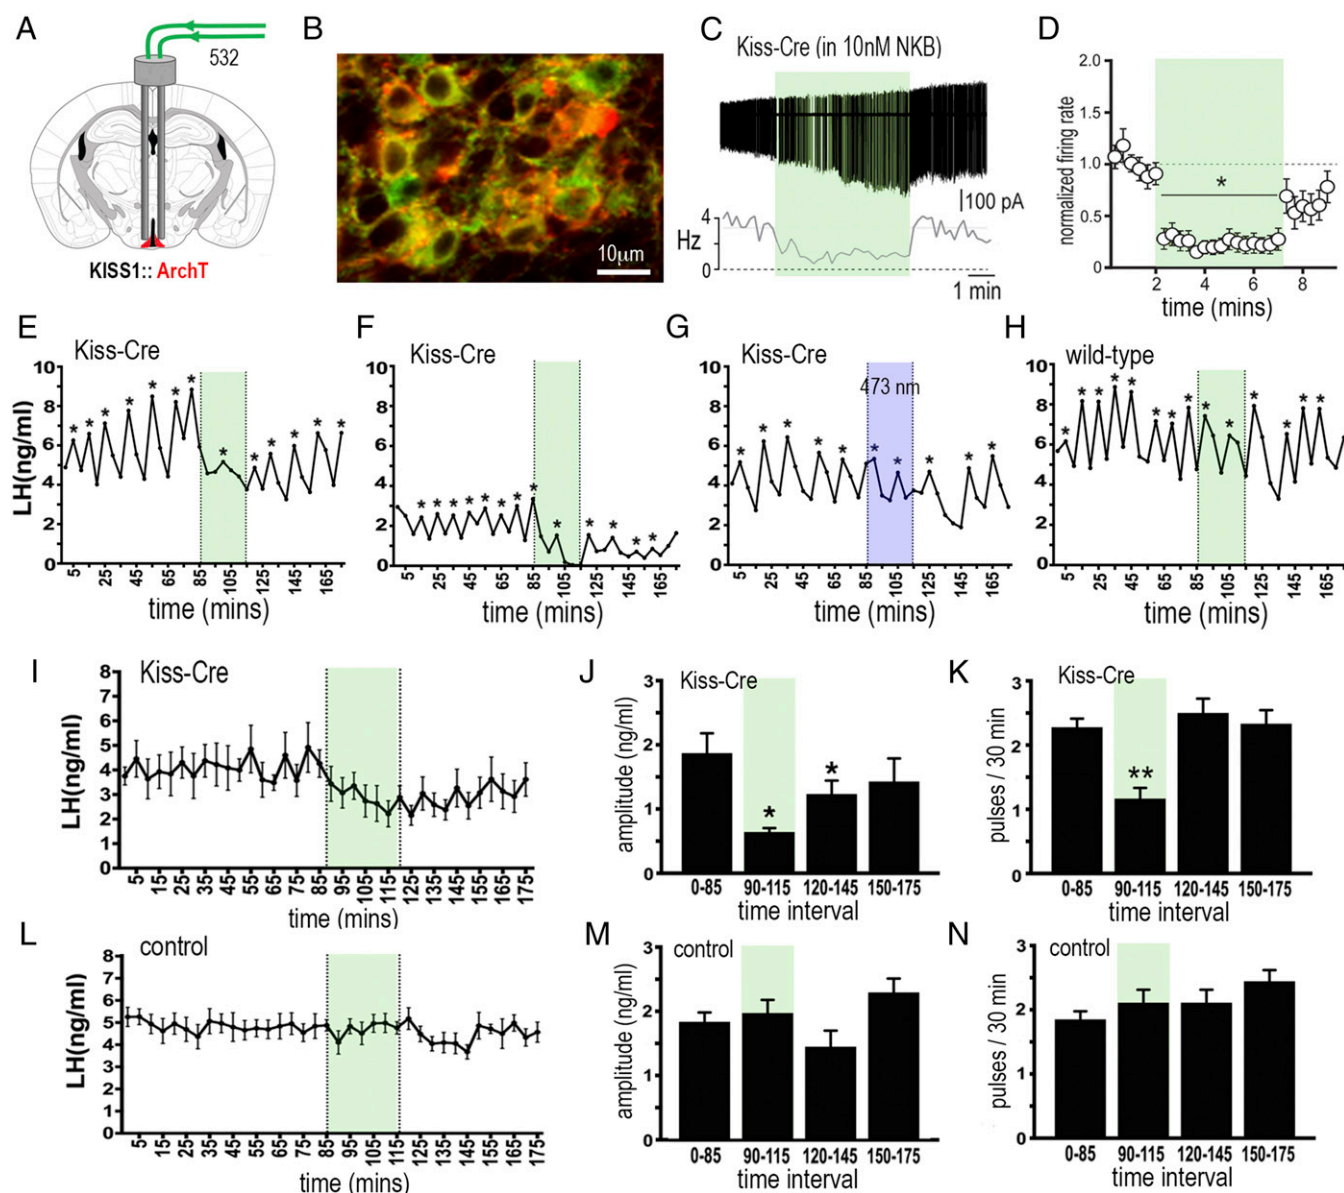 A
532
KISS1:: ArchT
B
10µm
C
Kiss-Cre (in 10nM NKB)
100 pA
4
Hz
0
1 min
D
normalized firing rate
2.0
1.5
1.0
0.5
0
*
2 4 6 8
time (mins)
E
Kiss-Cre
LH(ng/ml)
10
8
6
4
2
0
* * * * * * * * * * * * *
5 25 45 65 85 105 125 145 165
time (mins)
F
Kiss-Cre
10
8
6
4
2
0
* * * * * * * * * * * * *
5 25 45 65 85 105 125 145 165
time (mins)
G
Kiss-Cre
473 nm
10
8
6
4
2
0
* * * * * * * * * *
5 25 45 65 85 105 125 145 165
time (mins)
H
wild-type
10
8
6
4
2
0
* * * * * * * * * * * * * *
5 25 45 65 85 105 125 145 165
time (mins)
I
Kiss-Cre
LH(ng/ml)
8
7
6
5
4
3
2
1
0
5 15 25 35 45 55 65 75 85 95 105 115 125 135 145 155 165 175
time (mins)
J
Kiss-Cre
amplitude (ng/ml)
3
2
1
0
* *
0-85 90-115 120-145 150-175
time interval
K
Kiss-Cre
pulses / 30 min
3
2
1
0
**
0-85 90-115 120-145 150-175
time interval
L
control
LH(ng/ml)
8
7
6
5
4
3
2
1
0
5 15 25 35 45 55 65 75 85 95 105 115 125 135 145 155 165 175
time (mins)
M
control
amplitude (ng/ml)
3
2
1
0
0-85 90-115 120-145 150-175
time interval
N
control
pulses / 30 min
3
2
1
0
0-85 90-115 120-145 150-175
time interval